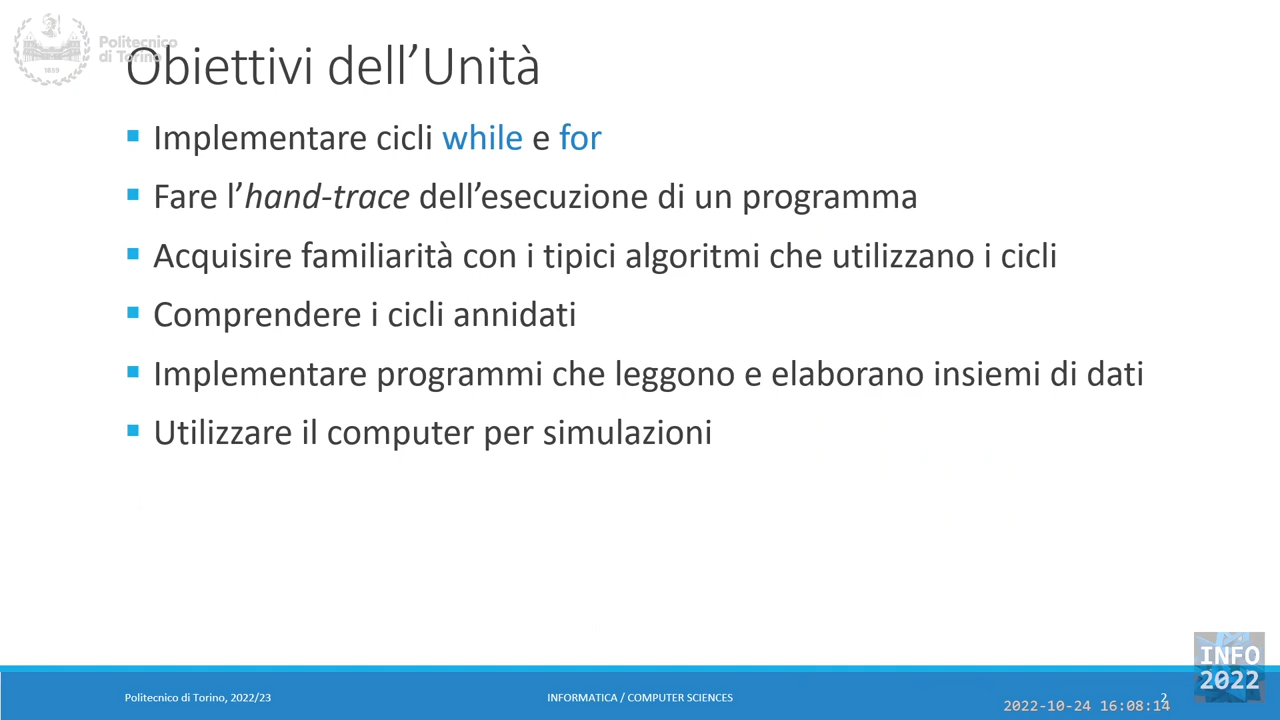 Politecnico
di Torino
1859
Obiettivi dell’Unità
Implementare cicli while e for
Fare l’hand-trace dell’esecuzione di un programma
Acquisire familiarità con i tipici algoritmi che utilizzano i cicli
Comprendere i cicli annidati
Implementare programmi che leggono e elaborano insiemi di dati
Utilizzare il computer per simulazioni
INFO
2022
Politecnico di Torino, 2022/23
INFORMATICA / COMPUTER SCIENCES
2
2022-10-24 16:08:14